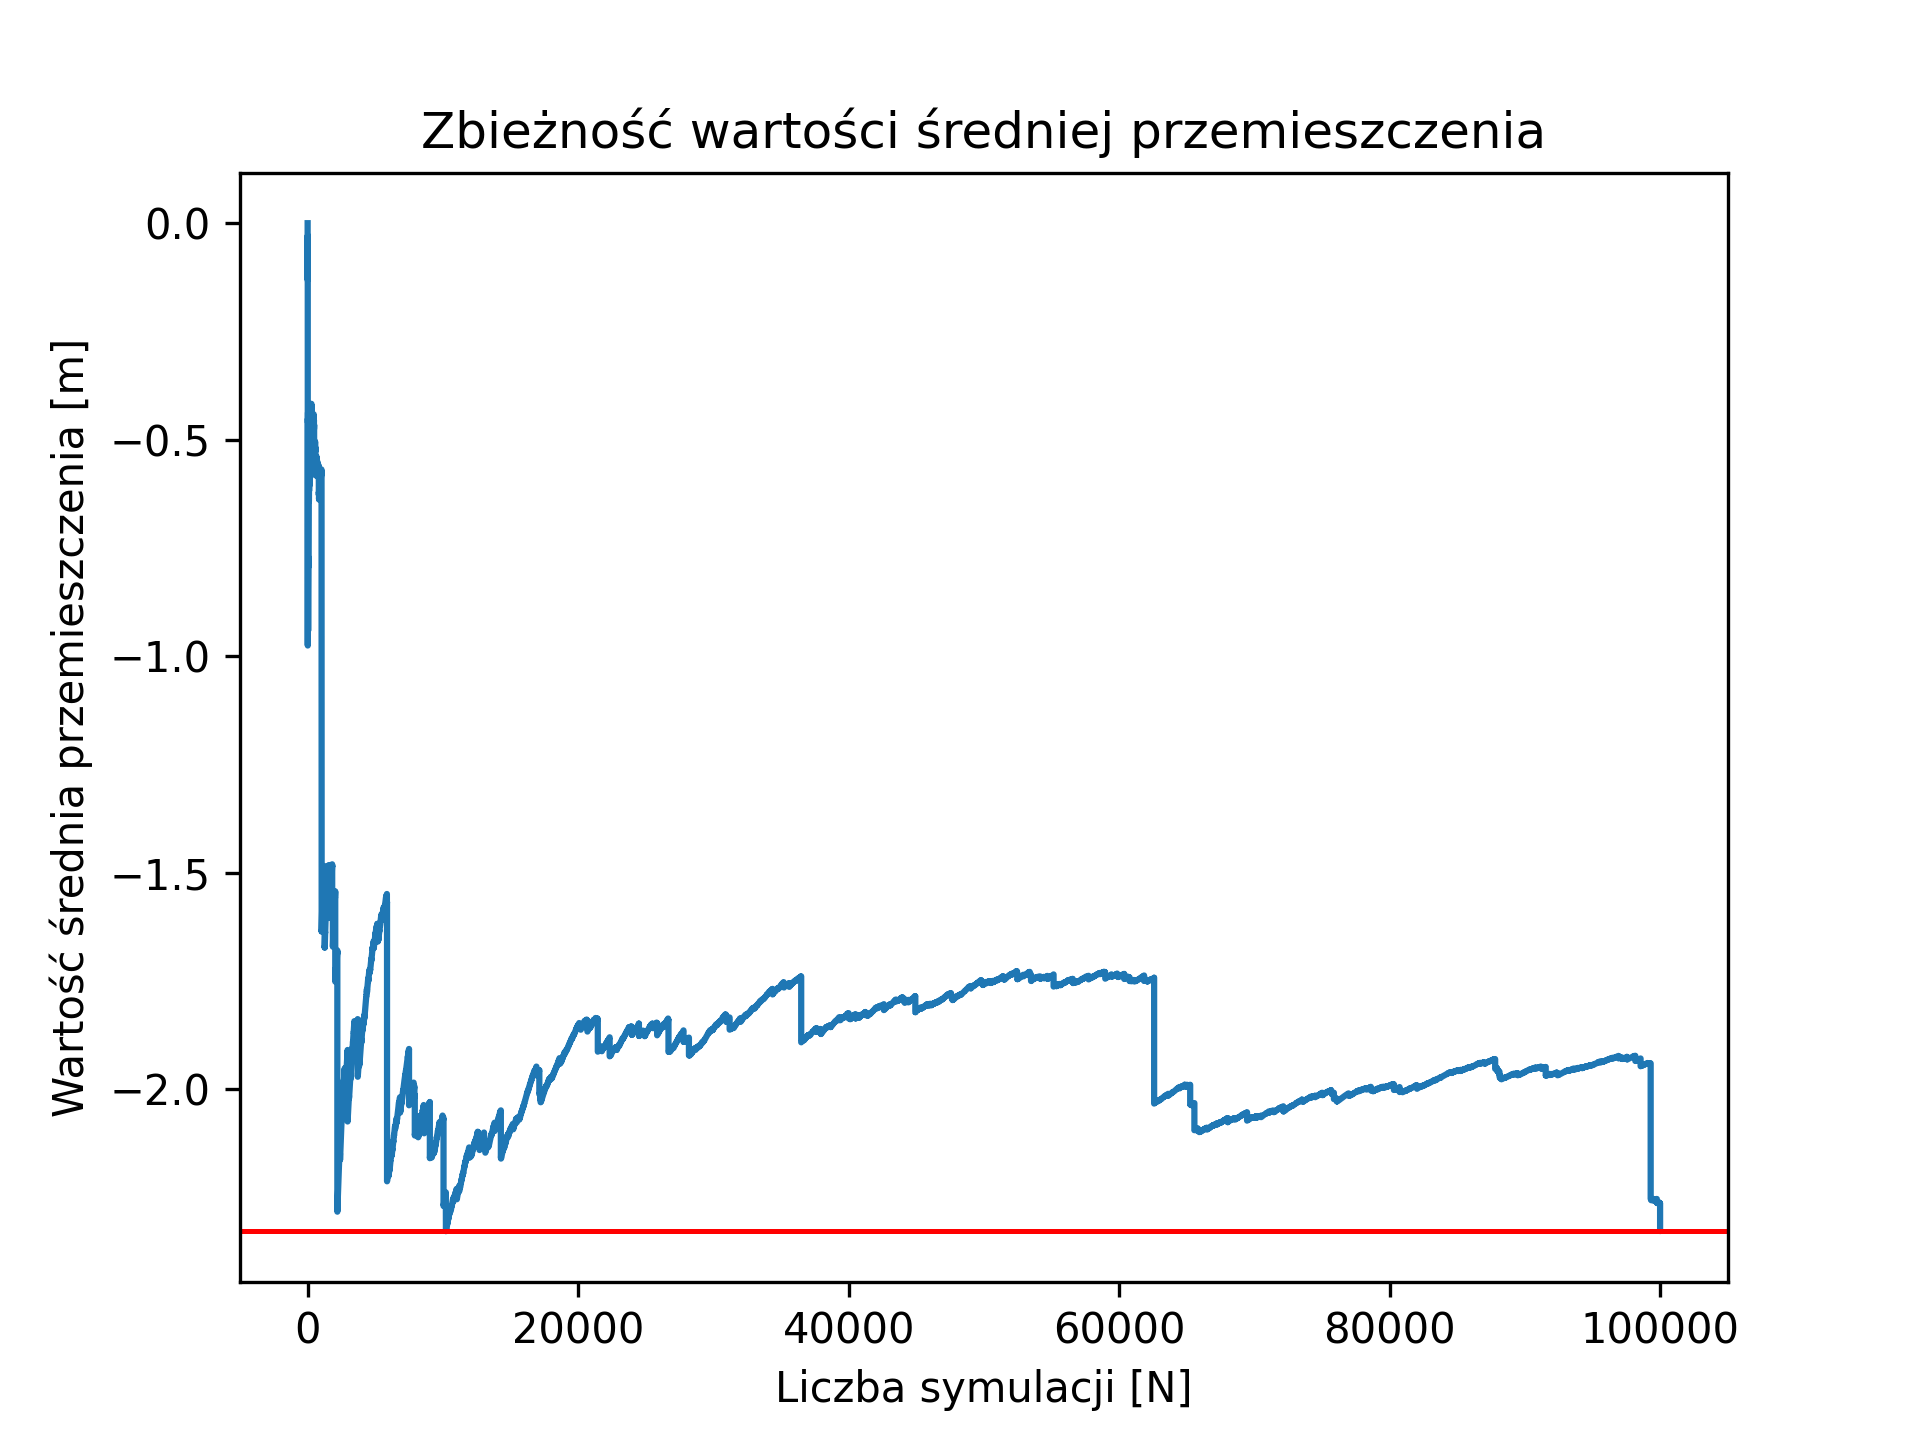 Zbieżność wartości średniej przemieszczenia
Wartość średnia przemieszczenia [m]
0.0
−0.5
−1.0
−1.5
−2.0
0 20000 40000 60000 80000 100000
Liczba symulacji [N]